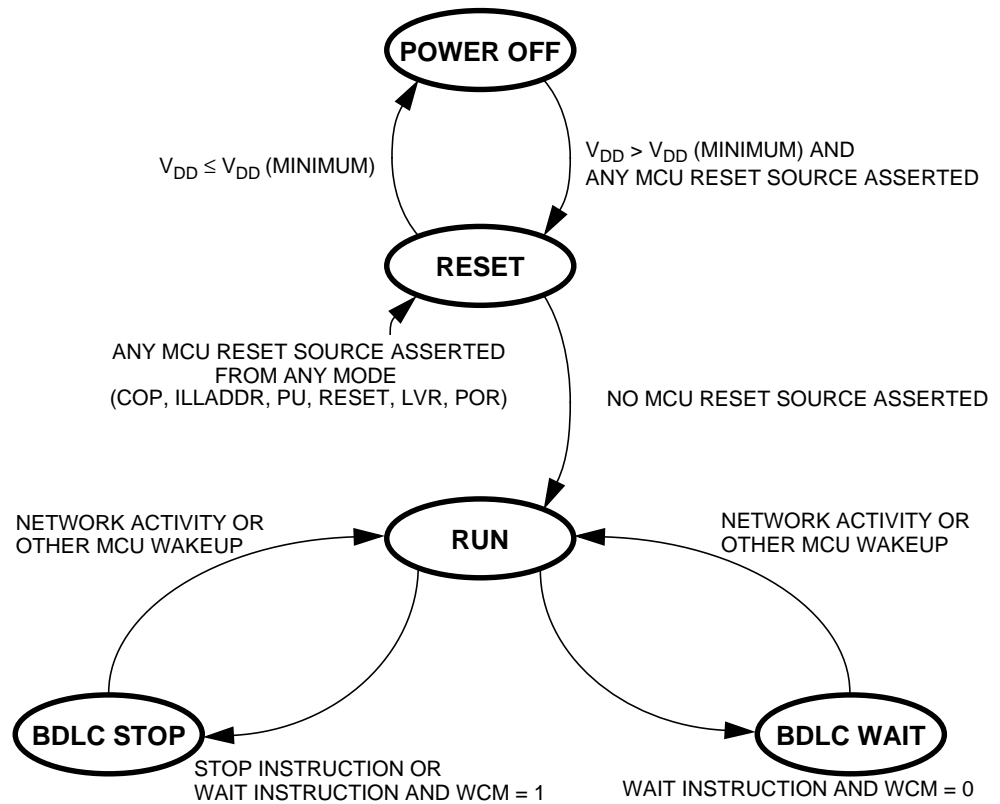 POWER OFF
V_DD ≤ V_DD (MINIMUM)
V_DD > V_DD (MINIMUM) AND
ANY MCU RESET SOURCE ASSERTED
RESET
ANY MCU RESET SOURCE ASSERTED
FROM ANY MODE
(COP, ILLADDR, PU, RESET, LVR, POR)
NO MCU RESET SOURCE ASSERTED
NETWORK ACTIVITY OR
OTHER MCU WAKEUP
RUN
NETWORK ACTIVITY OR
OTHER MCU WAKEUP
BDLC STOP
BDLC WAIT
STOP INSTRUCTION OR
WAIT INSTRUCTION AND WCM = 1
WAIT INSTRUCTION AND WCM = 0